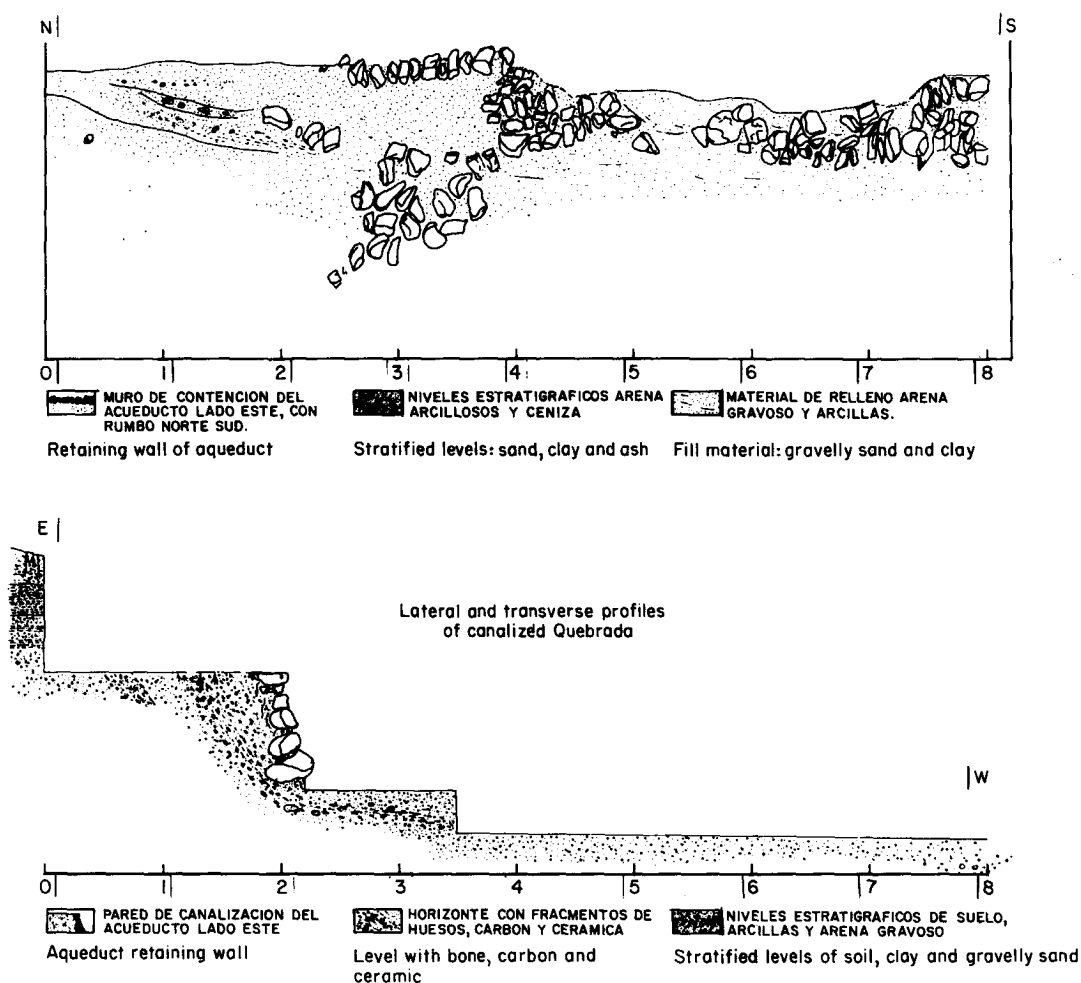 N S
0 1 2 3 4 5 6 7 8
MURO DE CONTENCION DEL
ACUEDUCTO LADO ESTE, CON
RUMBO NORTE SUD.
Retaining wall of aqueduct
NIVELES ESTRATIGRAFICOS ARENA
ARCILLOSOS Y CENIZA
Stratified levels: sand, clay and ash
MATERIAL DE RELLENO ARENA
GRAVOSO Y ARCILLAS.
Fill material: gravelly sand and clay
E
Lateral and transverse profiles
of canalized Quebrada
W
0 1 2 3 4 5 6 7 8
PARED DE CANALIZACION DEL
ACUEDUCTO LADO ESTE
Aqueduct retaining wall
HORIZONTE CON FRAGMENTOS DE
HUESOS, CARBON Y CERAMICA
Level with bone, carbon and
ceramic
NIVELES ESTRATIGRAFICOS DE SUELO,
ARCILLAS Y ARENA GRAVOSO
Stratified levels of soil, clay and gravelly sand